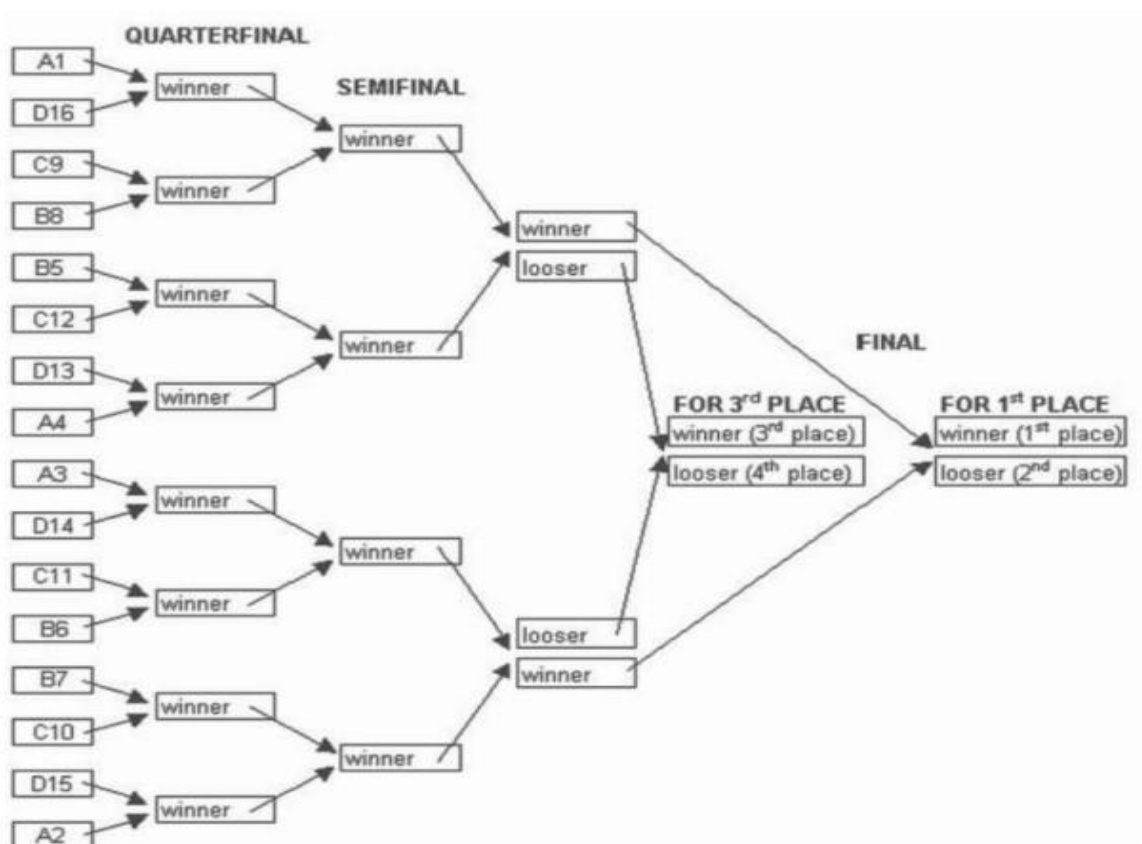 QUARTERFINAL
A1
winner
SEMIFINAL
D16
winner
C9
winner
B8
winner
looser
B5
winner
C12
winner
FINAL
D13
winner
A4
FOR 3rd PLACE
winner (3rd place)
looser (4th place)
FOR 1st PLACE
winner (1st place)
looser (2nd place)
A3
winner
D14
winner
C11
winner
B6
looser
winner
B7
winner
C10
winner
D15
winner
A2